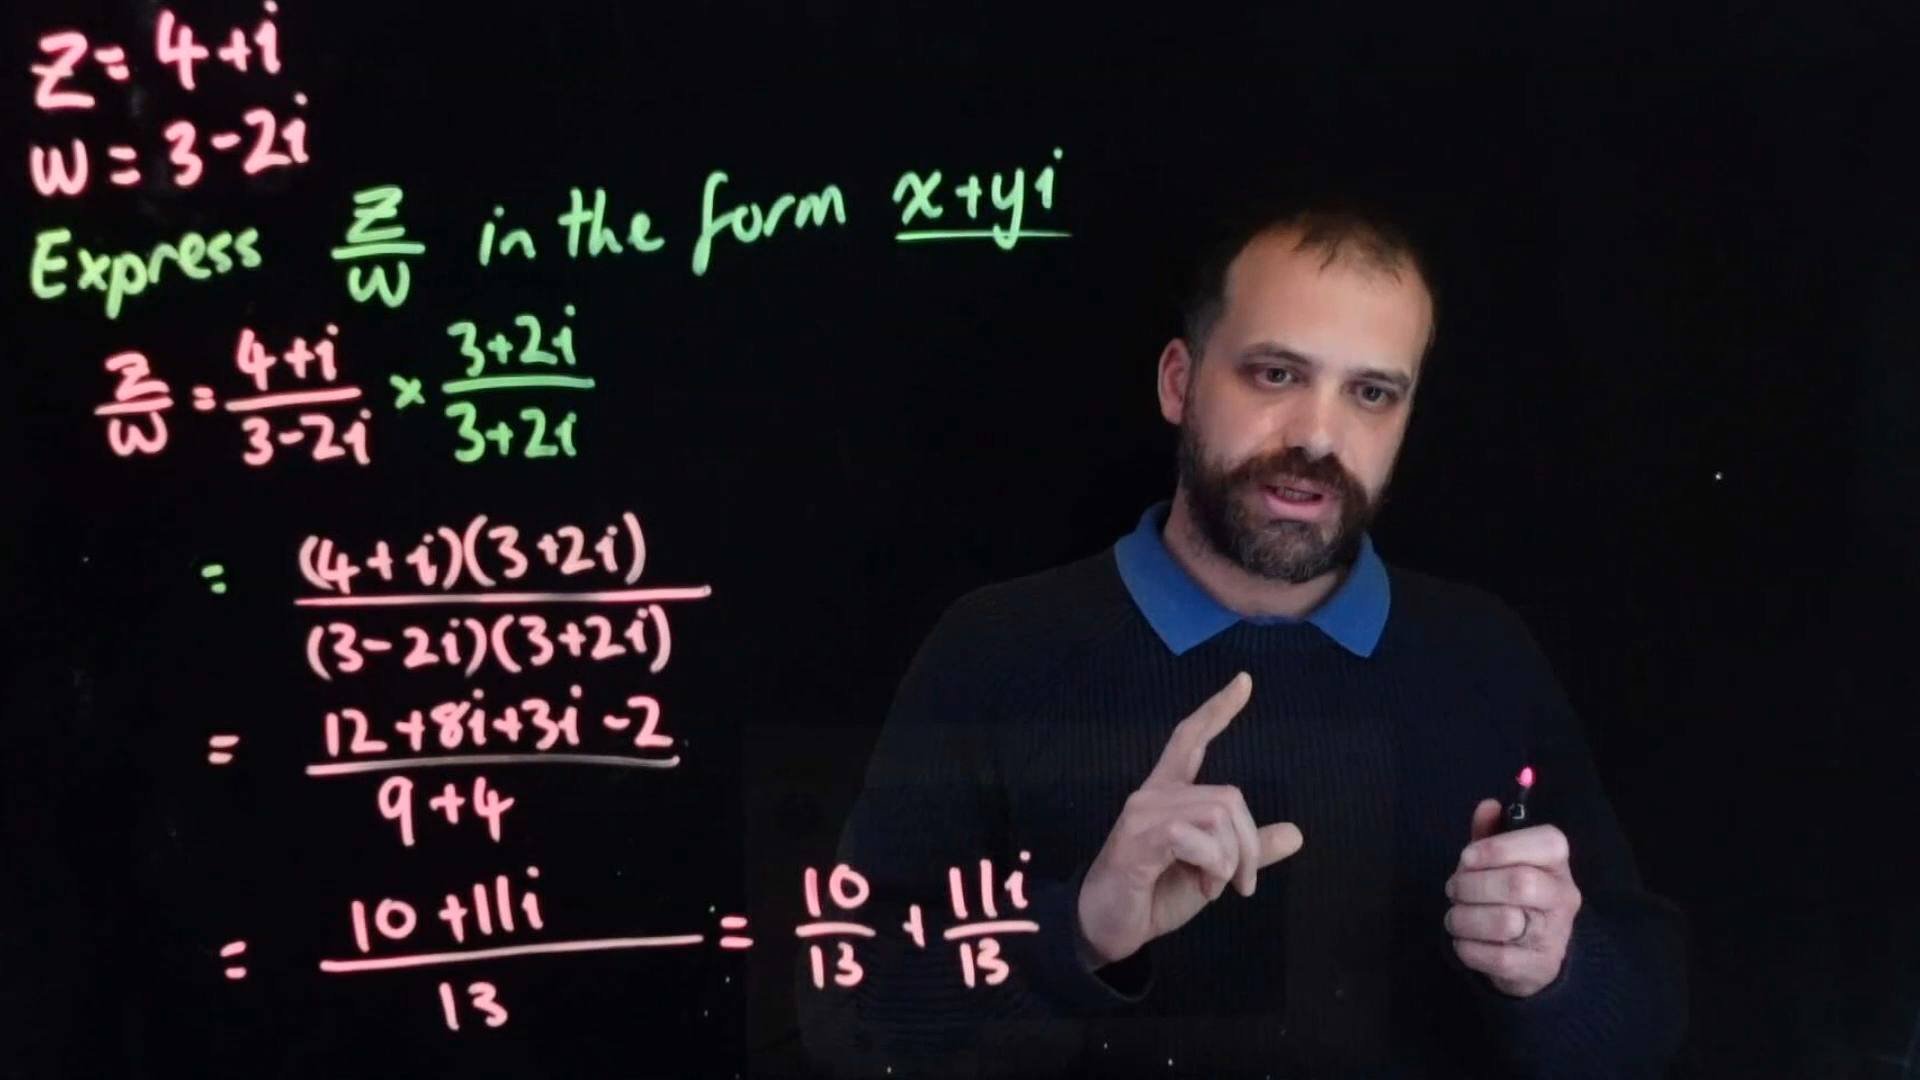 z = 4+i
w = 3-2i
Express z/w in the form x+yi
z/w = 4+i/3-2i × 3+2i/3+2i
= (4+i)(3+2i)/(3-2i)(3+2i)
= 12+8i+3i-2/9+4
= 10+11i/13 = 10/13 + 11i/13